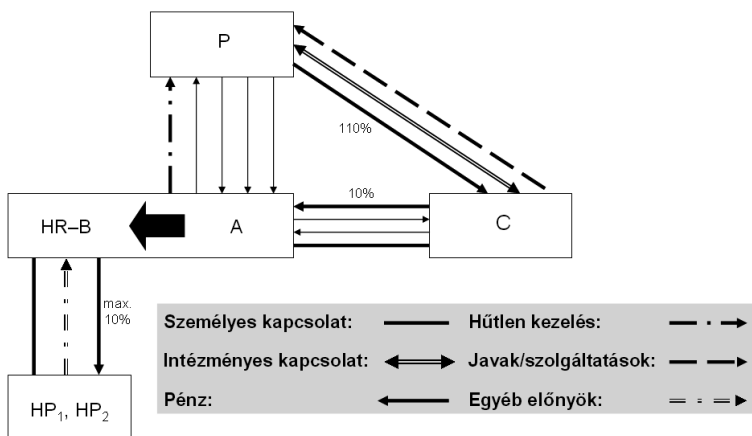 P
110%
10%
HR–B
A
C
max.
10%
HP1, HP2
Személyes kapcsolat:
Hűtlen kezelés:
Intézményes kapcsolat:
Javak/szolgáltatások:
Pénz:
Egyéb előnyök: